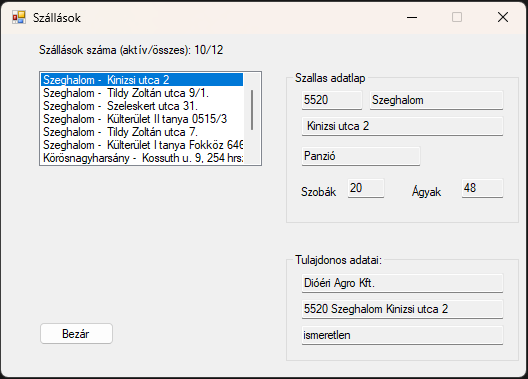 Szállások
Szállások száma (aktív/összes): 10/12
Szeghalom - Kinizsi utca 2
Szeghalom - Tildy Zoltán utca 9/1.
Szeghalom - Szeleskert utca 31.
Szeghalom - Külterület II tanya 0515/3
Szeghalom - Tildy Zoltán utca 7.
Szeghalom - Külterület I tanya Fokköz 646
Körösnagyharsány - Kossuth u. 9, 254 hrsz
Bezár
Szallas adatlap
5520 Szeghalom
Kinizsi utca 2
Panzió
Szobák 20 Ágyak 48
Tulajdonos adatai:
Dióéri Agro Kft.
5520 Szeghalom Kinizsi utca 2
ismeretlen